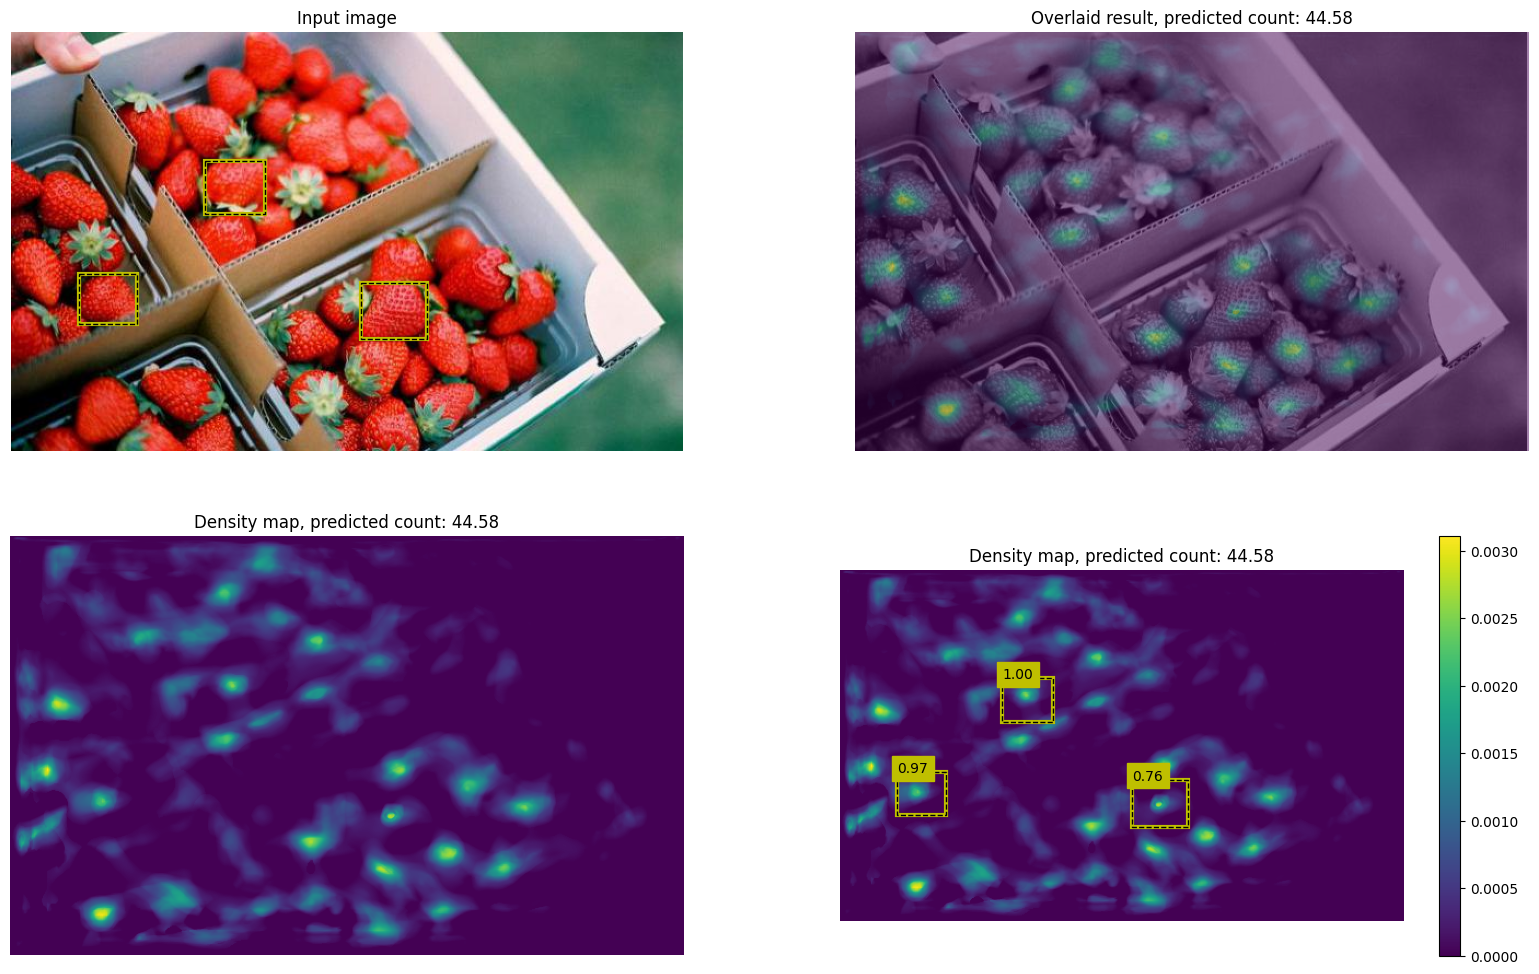 Input image
Overlaid result, predicted count: 44.58
Density map, predicted count: 44.58
Density map, predicted count: 44.58
1.00
0.97
0.76
0.0030
0.0025
0.0020
0.0015
0.0010
0.0005
0.0000